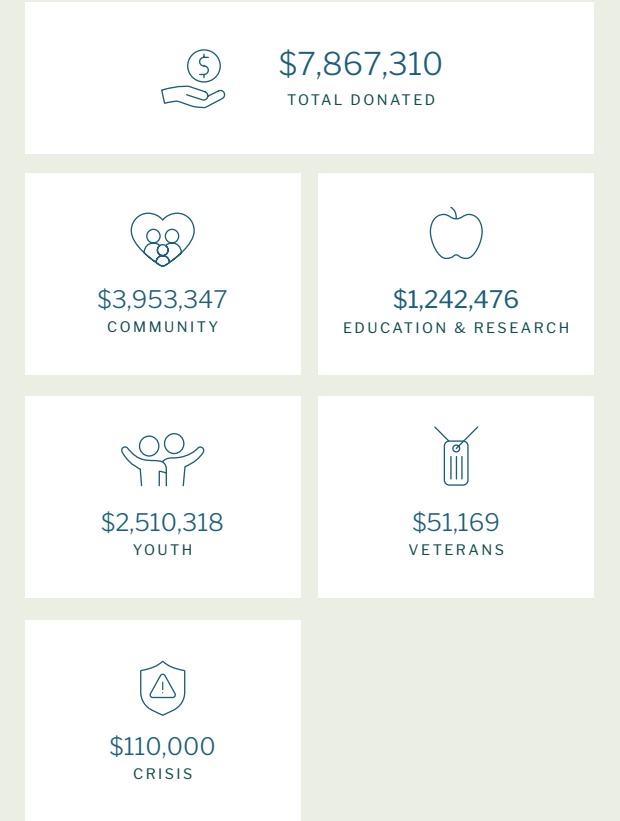 $7,867,310
TOTAL DONATED
$3,953,347
COMMUNITY
$1,242,476
EDUCATION & RESEARCH
$2,510,318
YOUTH
$51,169
VETERANS
$110,000
CRISIS